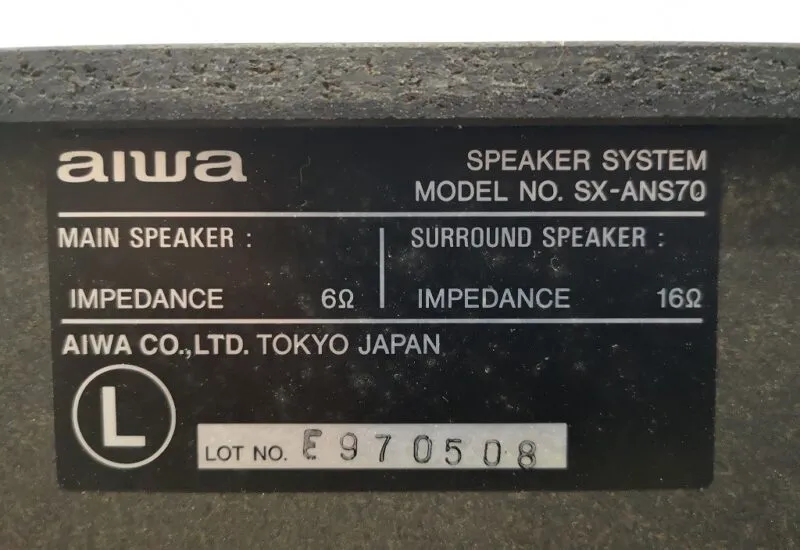 aiwa
SPEAKER SYSTEM
MODEL NO. SX-ANS70
MAIN SPEAKER :
IMPEDANCE 6Ω
SURROUND SPEAKER :
IMPEDANCE 16Ω
AIWA CO.,LTD. TOKYO JAPAN
L
LOT NO. E970508